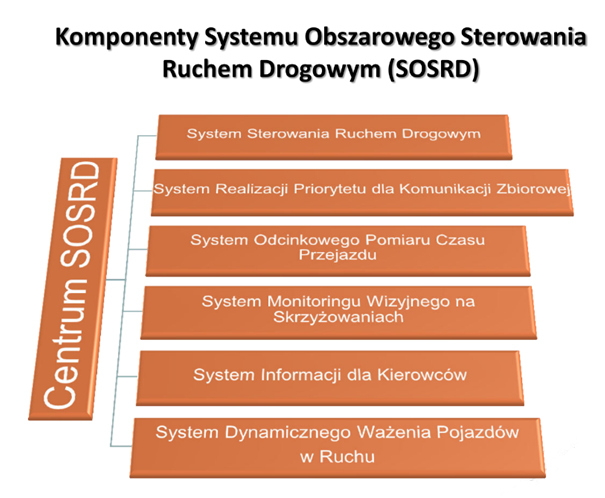 Komponenty Systemu Obszarowego Sterowania
Ruchem Drogowym (SOSRD)
Centrum SOSRD
System Sterowania Ruchem Drogowym
System Realizacji Priorytetu dla Komunikacji Zbiorowej
System Odcinkowego Pomiaru Czasu
Przejazdu
System Monitoringu Wizyjnego na
Skrzyżowaniach
System Informacji dla Kierowców
System Dynamicznego Ważenia Pojazdów
w Ruchu